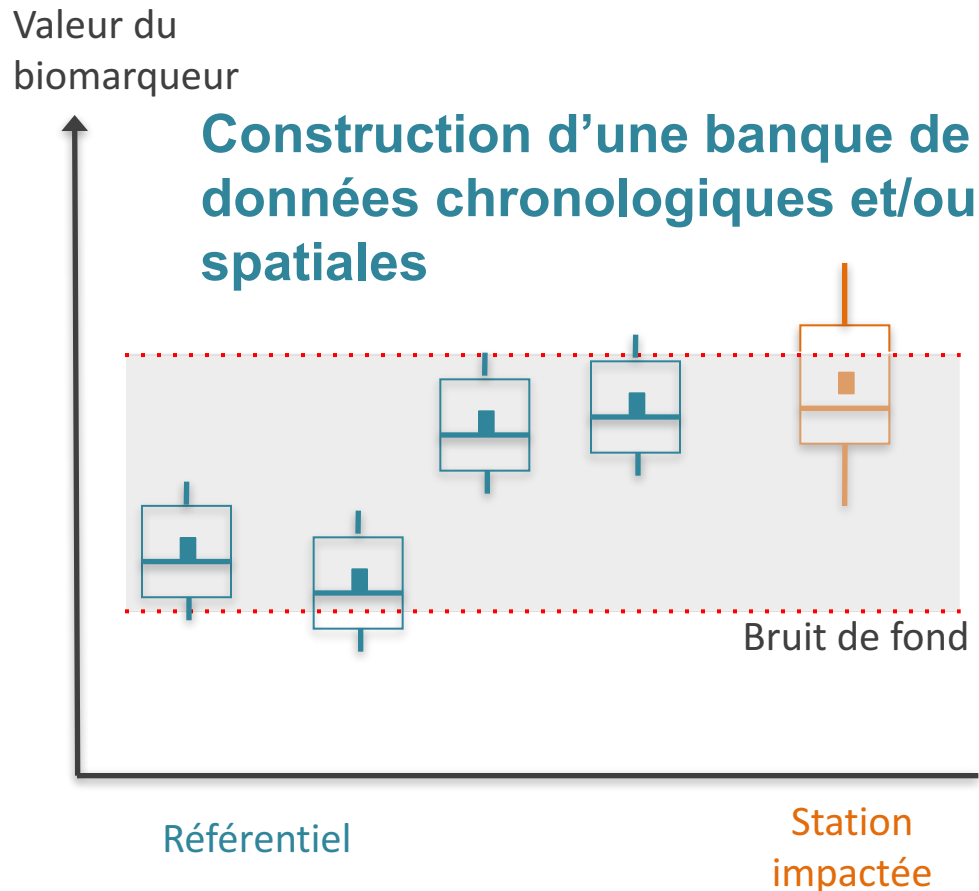 Valeur du
biomarqueur
Construction d’une banque de
données chronologiques et/ou
spatiales
Bruit de fond
Référentiel
Station
impactée